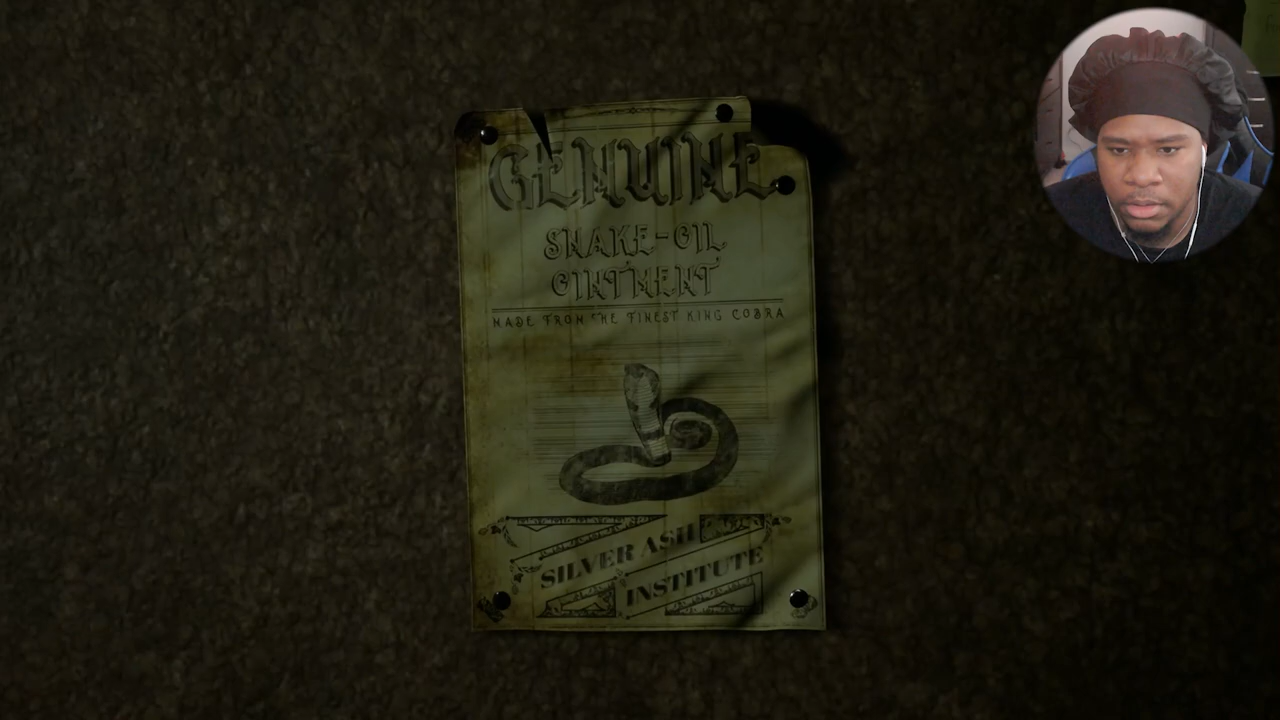 GENUINE
SNAKE-OIL
OINTMENT
MADE FROM THE FINEST KING COBRA
SILVER ASH
INSTITUTE